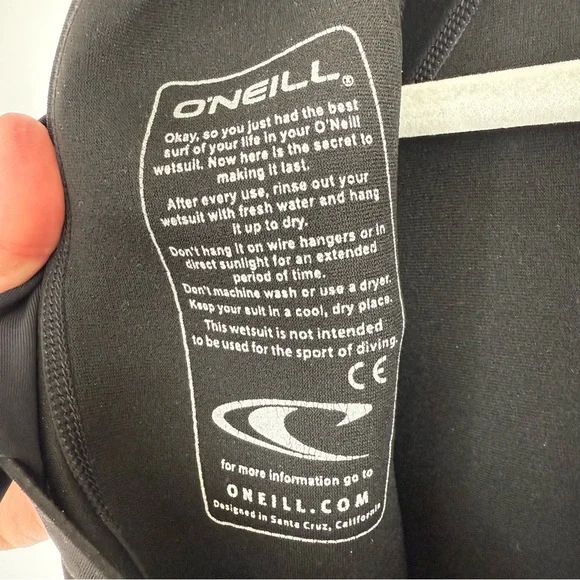 O'NEILL®
Okay, so you just had the best
surf of your life in your O'Neill
wetsuit. Now here is the secret to
making it last.
After every use, rinse out your
wetsuit with fresh water and hang
it up to dry.
Don't hang it on wire hangers or in
direct sunlight for an extended
period of time.
Don't machine wash or use a dryer.
Keep your suit in a cool, dry place.
This wetsuit is not intended
to be used for the sport of diving.
CE
for more information go to
ONEILL.COM
Designed in Santa Cruz, California